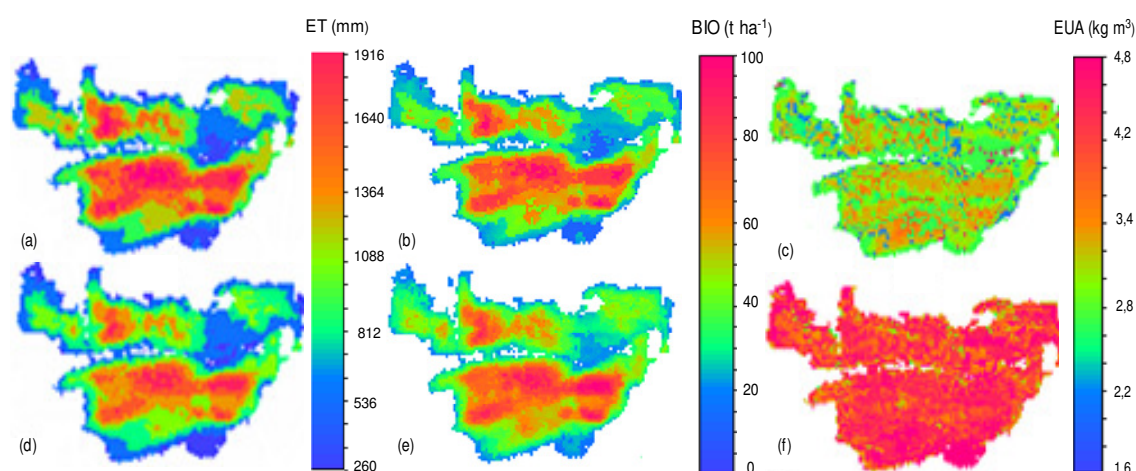 ET (mm)
1916
1640
1364
1088
812
536
260
BIO (t ha-1)
100
80
60
40
20
0
EUA (kg m3)
4,8
4,2
3,4
2,8
2,2
1,6
(a)
(b)
(c)
(d)
(e)
(f)